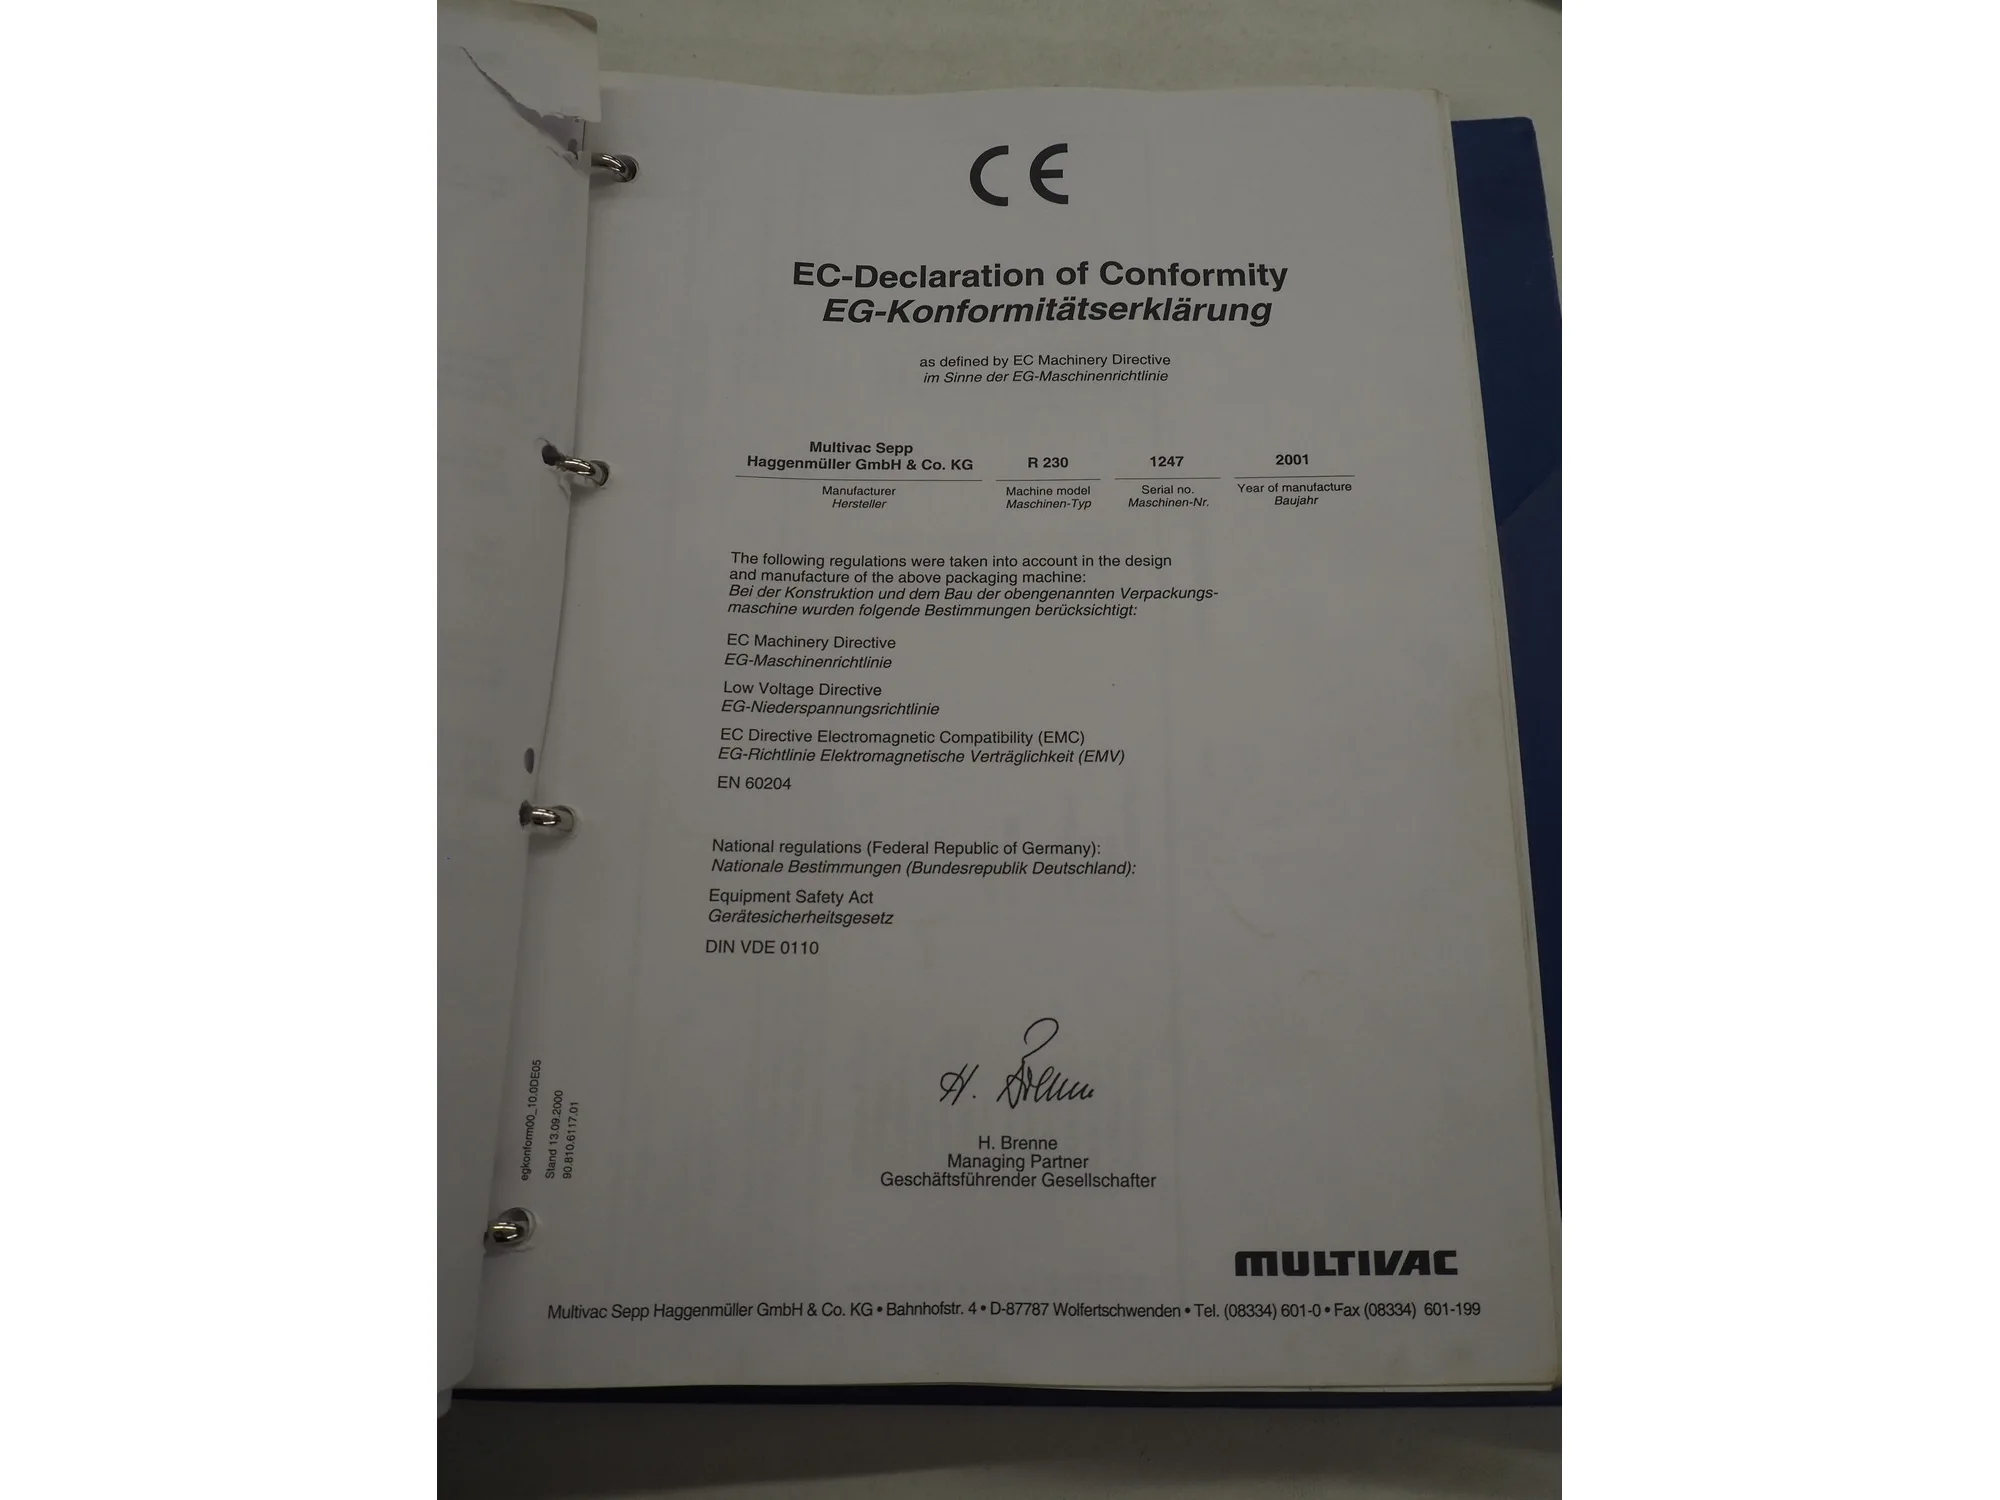 CE
EC-Declaration of Conformity
EG-Konformitätserklärung
as defined by EC Machinery Directive
im Sinne der EG-Maschinenrichtlinie
Multivac Sepp
Haggenmüller GmbH & Co. KG R 230 1247 2001
Manufacturer Machine model Serial no. Year of manufacture
Hersteller Maschinen-Typ Maschinen-Nr. Baujahr
The following regulations were taken into account in the design
and manufacture of the above packaging machine:
Bei der Konstruktion und dem Bau der obengenannten Verpackungs-
maschine wurden folgende Bestimmungen berücksichtigt:
EC Machinery Directive
EG-Maschinenrichtlinie
Low Voltage Directive
EG-Niederspannungsrichtlinie
EC Directive Electromagnetic Compatibility (EMC)
EG-Richtlinie Elektromagnetische Verträglichkeit (EMV)
EN 60204
National regulations (Federal Republic of Germany):
Nationale Bestimmungen (Bundesrepublik Deutschland):
Equipment Safety Act
Gerätesicherheitsgesetz
DIN VDE 0110
H. Brenne
H. Brenne
Managing Partner
Geschäftsführender Gesellschafter
egkonform00_10.0DE05
Stand 13.09.2000
90.810.6117.01
MULTIVAC
Multivac Sepp Haggenmüller GmbH & Co. KG • Bahnhofstr. 4 • D-87787 Wolfertschwenden • Tel. (08334) 601-0 • Fax (08334) 601-199